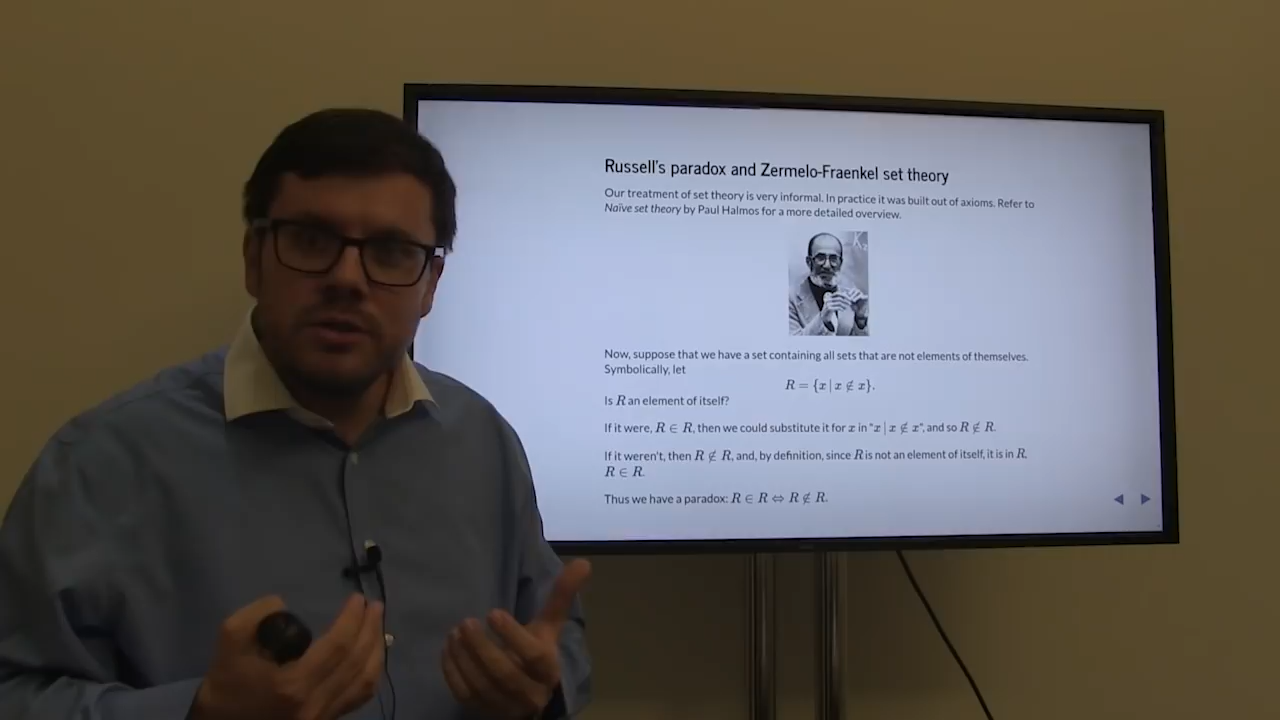 Russell's paradox and Zermelo-Fraenkel set theory
Our treatment of set theory is very informal. In practice it was built out of axioms. Refer to
Naïve set theory by Paul Halmos for a more detailed overview.
Now, suppose that we have a set containing all sets that are not elements of themselves.
Symbolically, let
R = {x | x ∉ x}.
Is R an element of itself?
If it were, R ∈ R, then we could substitute it for x in "x | x ∉ x", and so R ∉ R.
If it weren't, then R ∉ R, and, by definition, since R is not an element of itself, it is in R,
R ∈ R.
Thus we have a paradox: R ∈ R ⇔ R ∉ R.